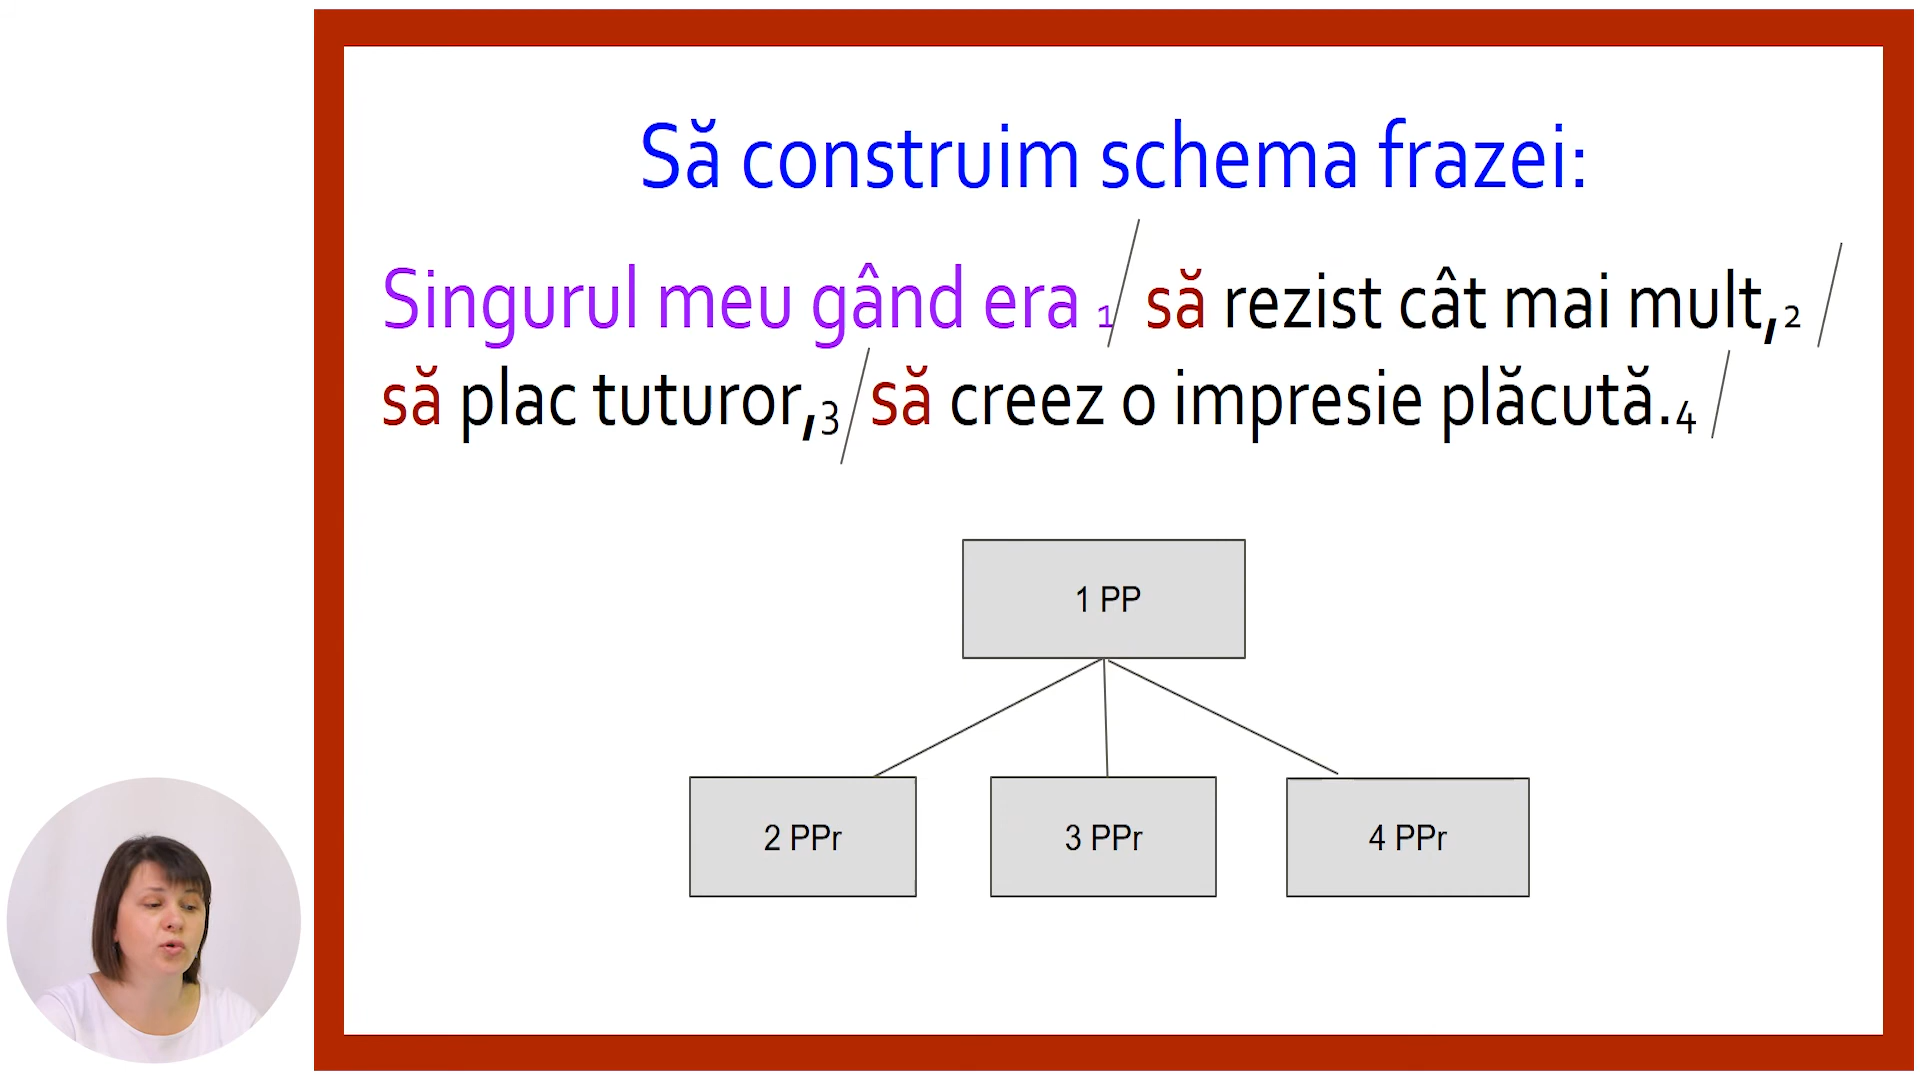 Să construim schema frazei:
Singurul meu gând era 1/ să rezist cât mai mult,2/
să plac tuturor,3/ să creez o impresie plăcută.4/
1 PP
2 PPr
3 PPr
4 PPr